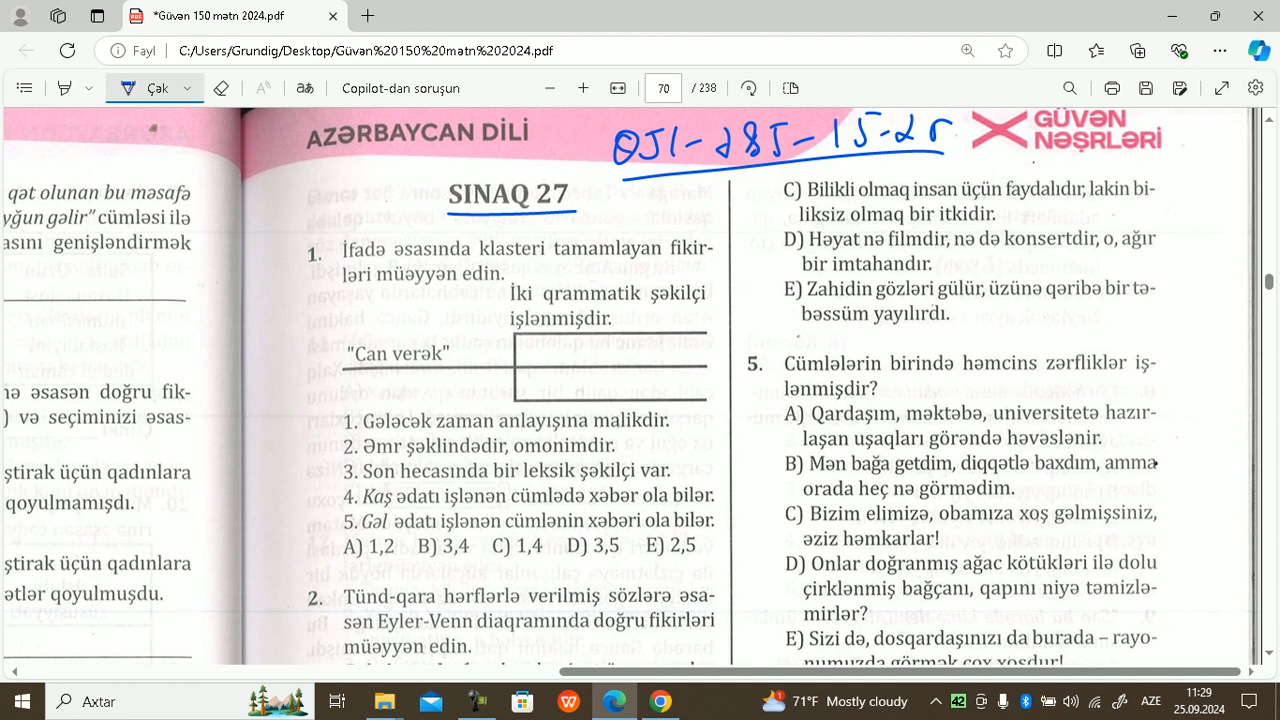 *Güvən 150 mətn 2024.pdf
Fayl
C:/Users/Grundig/Desktop/Güvən%20150%20mətn%202024.pdf
Çək
aあ
Copilot-dan soruşun
70
/ 238
qət olunan bu məsafə
yğun gəlir” cümləsi ilə
asını genişləndirmək
nə əsasən doğru fik-
) və seçiminizi əsas-
ştirak üçün qadınlara
qoyulmamışdı.
ştirak üçün qadınlara
ətlər qoyulmuşdu.
AZƏRBAYCAN DİLİ
051-285-15-25
GÜVƏN
NƏŞRLƏRİ
SINAQ 27
1. İfadə əsasında klasteri tamamlayan fikir-
ləri müəyyən edin.
İki qrammatik şəkilçi
işlənmişdir.
"Can verək"
1. Gələcək zaman anlayışına malikdir.
2. Əmr şəklindədir, omonimdir.
3. Son hecasında bir leksik şəkilçi var.
4. Kaş ədatı işlənən cümlədə xəbər ola bilər.
5. Gəl ədatı işlənən cümlənin xəbəri ola bilər.
A) 1,2 B) 3,4 C) 1,4 D) 3,5 E) 2,5
2. Tünd-qara hərflərlə verilmiş sözlərə əsa-
sən Eyler-Venn diaqramında doğru fikirləri
müəyyən edin.
C) Bilikli olmaq insan üçün faydalıdır, lakin bi-
liksiz olmaq bir itkidir.
D) Həyat nə filmdir, nə də konsertdir, o, ağır
bir imtahandır.
E) Zahidin gözləri gülür, üzünə qəribə bir tə-
bəssüm yayılırdı.
5. Cümlələrin birində həmcins zərfliklər iş-
lənmişdir?
A) Qardaşım, məktəbə, universitetə hazır-
laşan uşaqları görəndə həvəslənir.
B) Mən bağa getdim, diqqətlə baxdım, amma
orada heç nə görmədim.
C) Bizim elimizə, obamıza xoş gəlmişsiniz,
əziz həmkarlar!
D) Onlar doğranmış ağac kötükləri ilə dolu
çirklənmiş bağçanı, qapını niyə təmizlə-
mirlər?
E) Sizi də, dosqardaşınızı da burada – rayo-
numuzda görmək çox xoşdur!
Axtar
71°F Mostly cloudy
42
AZE
11:29
25.09.2024